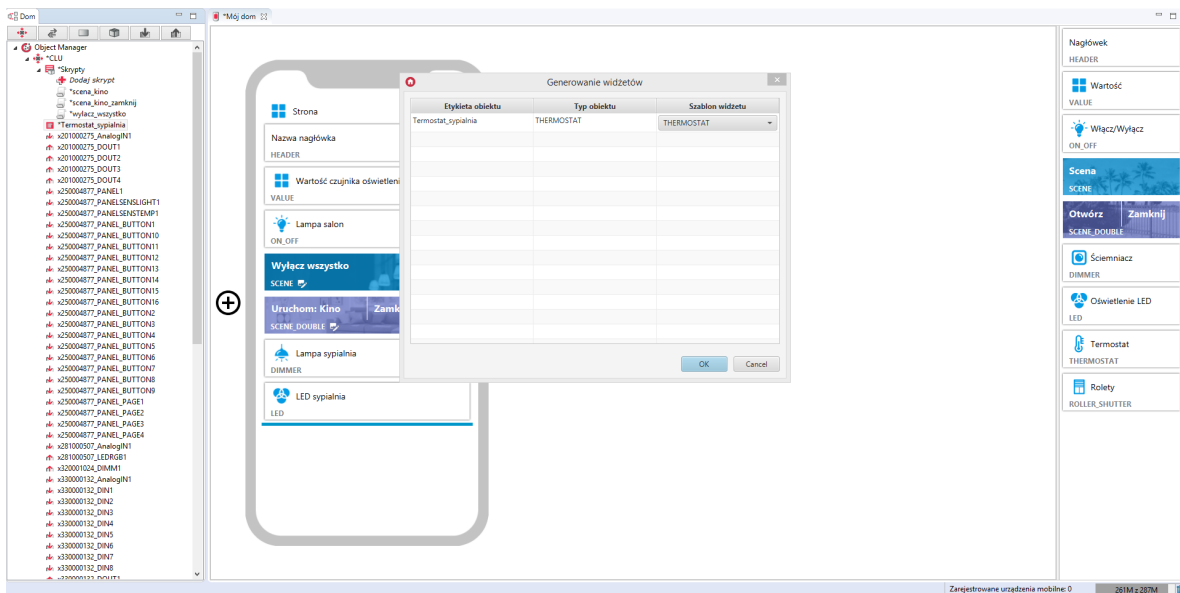 Dom
*Mój dom
Object Manager
*CLU
*Skrypty
Dodaj skrypt
*scena_kino
*scena_kino_zamknij
*wylacz_wszystko
*Termostat_sypialnia
x201000275_AnalogIN1
x201000275_DOUT1
x201000275_DOUT2
x201000275_DOUT3
x201000275_DOUT4
x250004877_PANEL1
x250004877_PANELSENSLIGHT1
x250004877_PANELSENSTEMP1
x250004877_PANEL_BUTTON1
x250004877_PANEL_BUTTON10
x250004877_PANEL_BUTTON11
x250004877_PANEL_BUTTON12
x250004877_PANEL_BUTTON13
x250004877_PANEL_BUTTON14
x250004877_PANEL_BUTTON15
x250004877_PANEL_BUTTON16
x250004877_PANEL_BUTTON2
x250004877_PANEL_BUTTON3
x250004877_PANEL_BUTTON4
x250004877_PANEL_BUTTON5
x250004877_PANEL_BUTTON6
x250004877_PANEL_BUTTON7
x250004877_PANEL_BUTTON8
x250004877_PANEL_BUTTON9
x250004877_PANEL_PAGE1
x250004877_PANEL_PAGE2
x250004877_PANEL_PAGE3
x250004877_PANEL_PAGE4
x281000507_AnalogIN1
x281000507_LEDRGB1
x320001024_DIMM1
x330000132_AnalogIN1
x330000132_DIN1
x330000132_DIN2
x330000132_DIN3
x330000132_DIN4
x330000132_DIN5
x330000132_DIN6
x330000132_DIN7
x330000132_DIN8
x330000132_DOUT1
Strona
Nazwa nagłówka
HEADER
Wartość czujnika oświetleni
VALUE
Lampa salon
ON_OFF
Wyłącz wszystko
SCENE
Uruchom: Kino Zamk
SCENE_DOUBLE
Lampa sypialnia
DIMMER
LED sypialnia
LED
Generowanie widżetów
Etykieta obiektu Typ obiektu Szablon widżetu
Termostat_sypialnia THERMOSTAT THERMOSTAT
OK Cancel
Nagłówek
HEADER
Wartość
VALUE
Włącz/Wyłącz
ON_OFF
Scena
SCENE
Otwórz Zamknij
SCENE_DOUBLE
Ściemniacz
DIMMER
Oświetlenie LED
LED
Termostat
THERMOSTAT
Rolety
ROLLER_SHUTTER
Zarejestrowane urządzenia mobilne: 0 261M z 287M